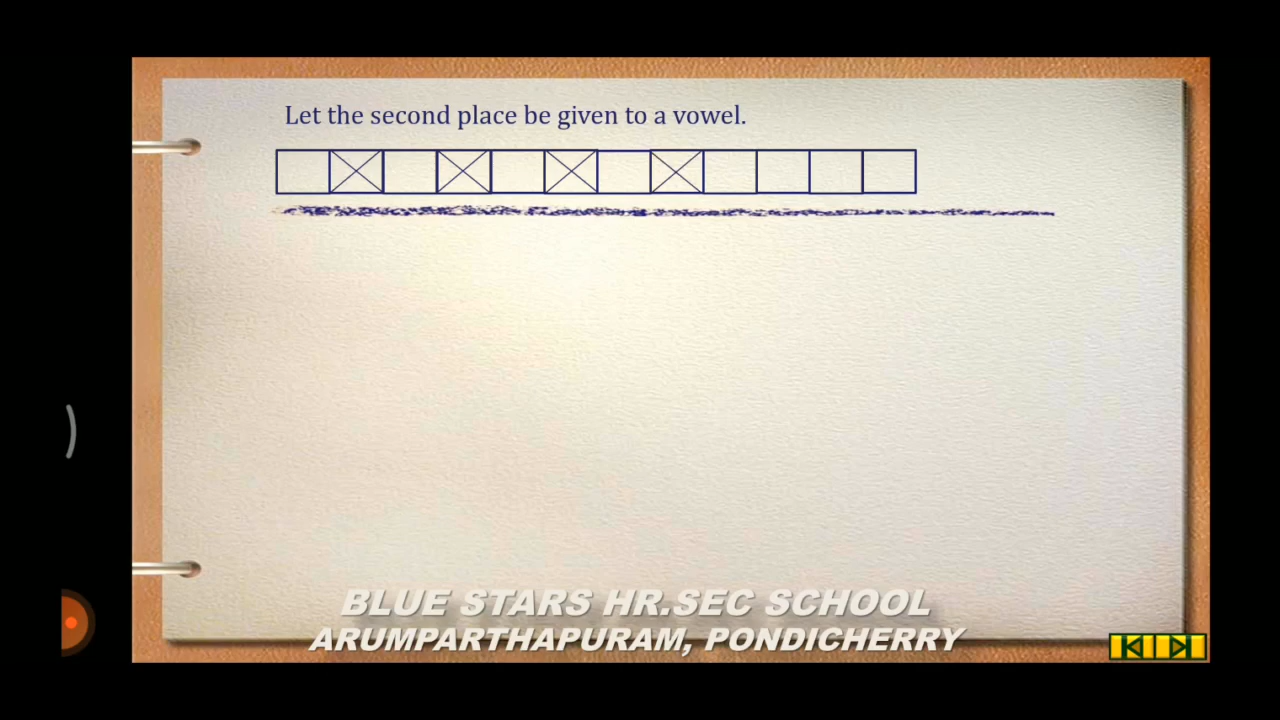 Let the second place be given to a vowel.
BLUE STARS HR.SEC SCHOOL
ARUMPARTHAPURAM, PONDICHERRY